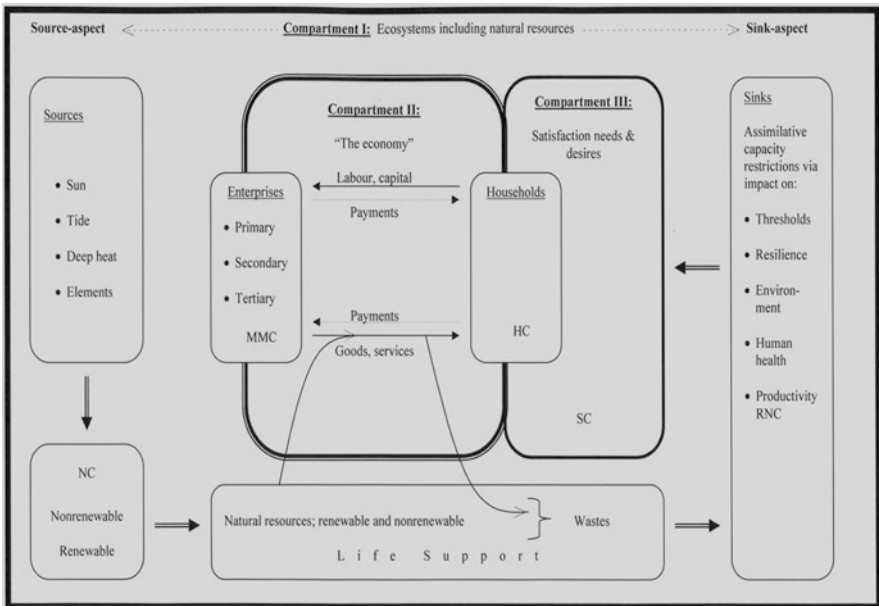 Source-aspect
Compartment I: Ecosystems including natural resources
Sink-aspect
Sources
• Sun
• Tide
• Deep heat
• Elements
Compartment II:
"The economy"
Labour, capital
Payments
Enterprises
• Primary
• Secondary
• Tertiary
MMC
Payments
Goods, services
Households
HC
Compartment III:
Satisfaction needs &
desires
SC
Sinks
Assimilative
capacity
restrictions via
impact on:
• Thresholds
• Resilience
• Environ-
ment
• Human
health
• Productivity
RNC
NC
Nonrenewable
Renewable
Natural resources; renewable and nonrenewable
Wastes
Life Support